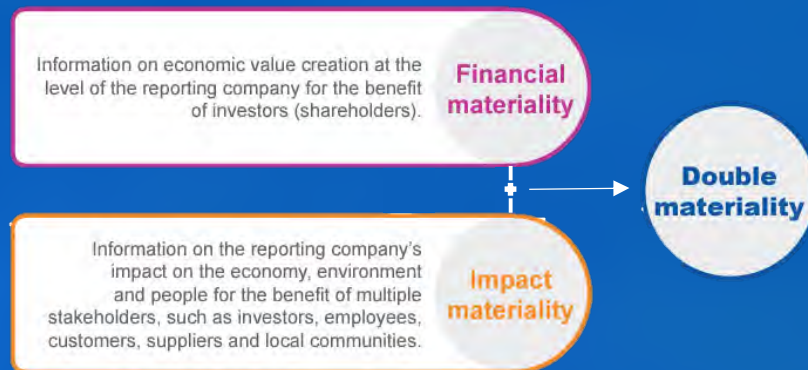 Information on economic value creation at the
level of the reporting company for the benefit
of investors (shareholders).
Financial
materiality
Double
materiality
Information on the reporting company's
impact on the economy, environment
and people for the benefit of multiple
stakeholders, such as investors, employees,
customers, suppliers and local communities.
Impact
materiality